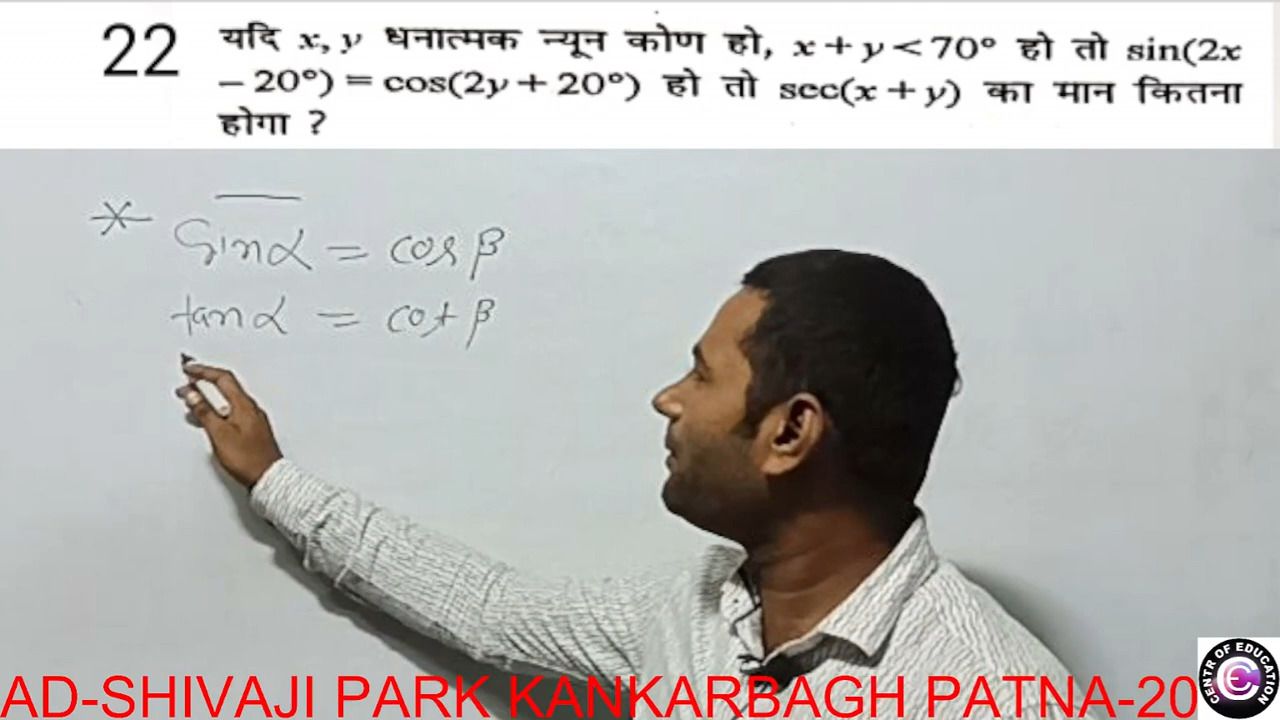 22 यदि x, y धनात्मक न्यून कोण हो, x + y < 70° हो तो sin(2x
– 20°) = cos(2y + 20°) हो तो sec(x + y) का मान कितना
होगा ?
* Sinα = cosβ
tanα = cotβ
AD-SHIVAJI PARK KANKARBAGH PATNA-20
CENTR OF EDUCATION